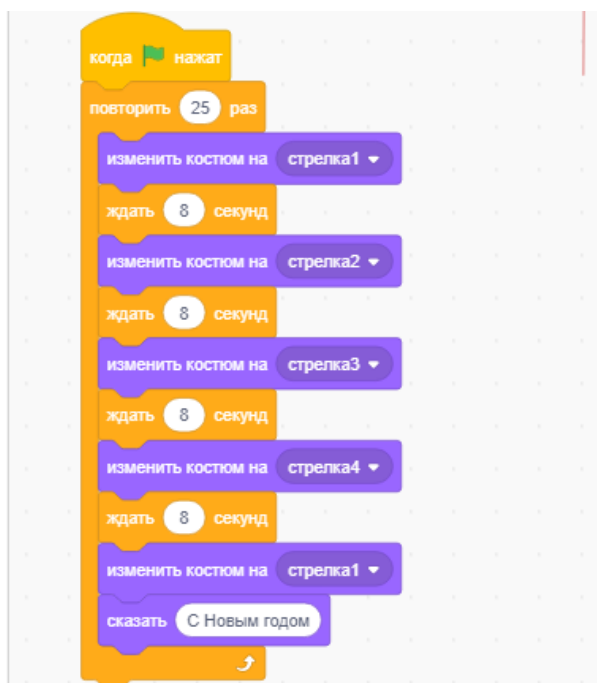 когда нажат
повторить 25 раз
изменить костюм на стрелка1
ждать 8 секунд
изменить костюм на стрелка2
ждать 8 секунд
изменить костюм на стрелка3
ждать 8 секунд
изменить костюм на стрелка4
ждать 8 секунд
изменить костюм на стрелка1
сказать С Новым годом